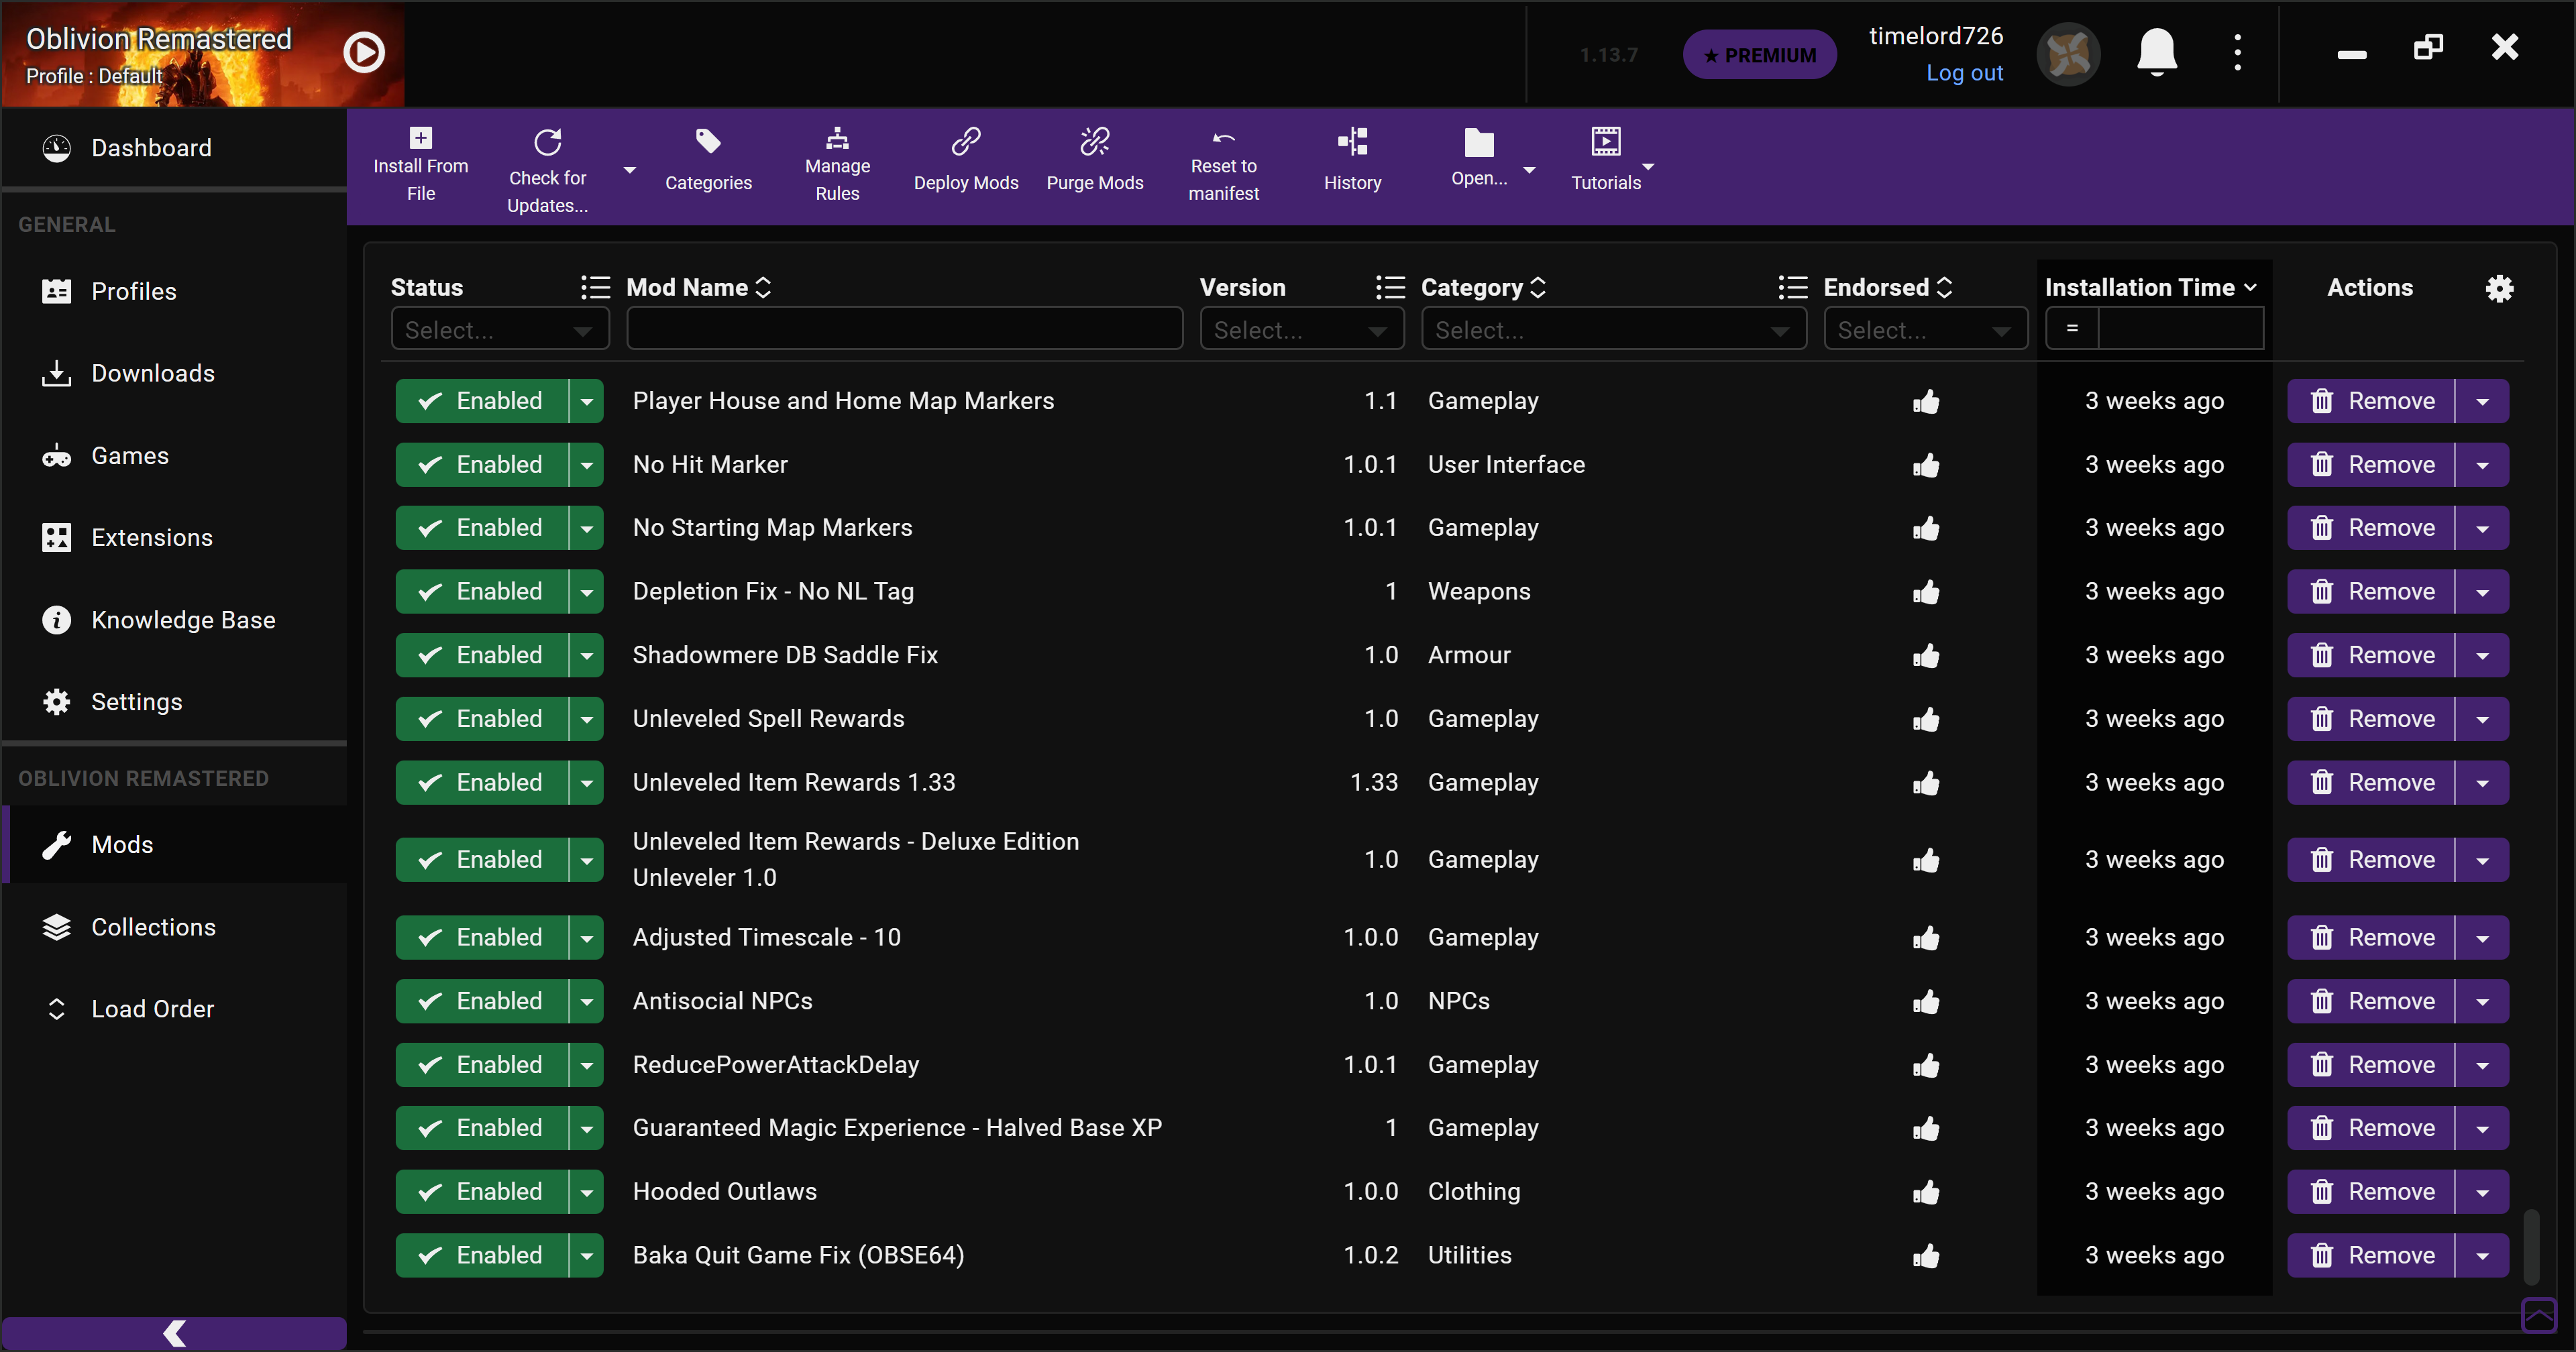 Oblivion Remastered
Profile : Default
1.13.7
★ PREMIUM
timelord726
Log out
Dashboard
GENERAL
Profiles
Downloads
Games
Extensions
Knowledge Base
Settings
OBLIVION REMASTERED
Mods
Collections
Load Order
Install From
File
Check for
Updates...
Categories
Manage
Rules
Deploy Mods
Purge Mods
Reset to
manifest
History
Open...
Tutorials
Status Mod Name Version Category Endorsed Installation Time Actions
Select... Select... Select... Select... =
Enabled Player House and Home Map Markers 1.1 Gameplay 3 weeks ago Remove
Enabled No Hit Marker 1.0.1 User Interface 3 weeks ago Remove
Enabled No Starting Map Markers 1.0.1 Gameplay 3 weeks ago Remove
Enabled Depletion Fix - No NL Tag 1 Weapons 3 weeks ago Remove
Enabled Shadowmere DB Saddle Fix 1.0 Armour 3 weeks ago Remove
Enabled Unleveled Spell Rewards 1.0 Gameplay 3 weeks ago Remove
Enabled Unleveled Item Rewards 1.33 1.33 Gameplay 3 weeks ago Remove
Enabled Unleveled Item Rewards - Deluxe Edition
Unleveler 1.0 1.0 Gameplay 3 weeks ago Remove
Enabled Adjusted Timescale - 10 1.0.0 Gameplay 3 weeks ago Remove
Enabled Antisocial NPCs 1.0 NPCs 3 weeks ago Remove
Enabled ReducePowerAttackDelay 1.0.1 Gameplay 3 weeks ago Remove
Enabled Guaranteed Magic Experience - Halved Base XP 1 Gameplay 3 weeks ago Remove
Enabled Hooded Outlaws 1.0.0 Clothing 3 weeks ago Remove
Enabled Baka Quit Game Fix (OBSE64) 1.0.2 Utilities 3 weeks ago Remove